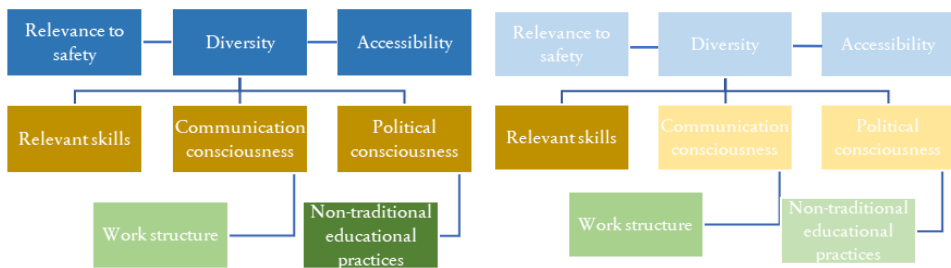 Relevance to
safety
Diversity
Accessibility
Relevant skills
Communication
consciousness
Political
consciousness
Work structure
Non-traditional
educational
practices
Relevance to
safety
Diversity
Accessibility
Relevant skills
Communication
consciousness
Political
consciousness
Work structure
Non-traditional
educational
practices